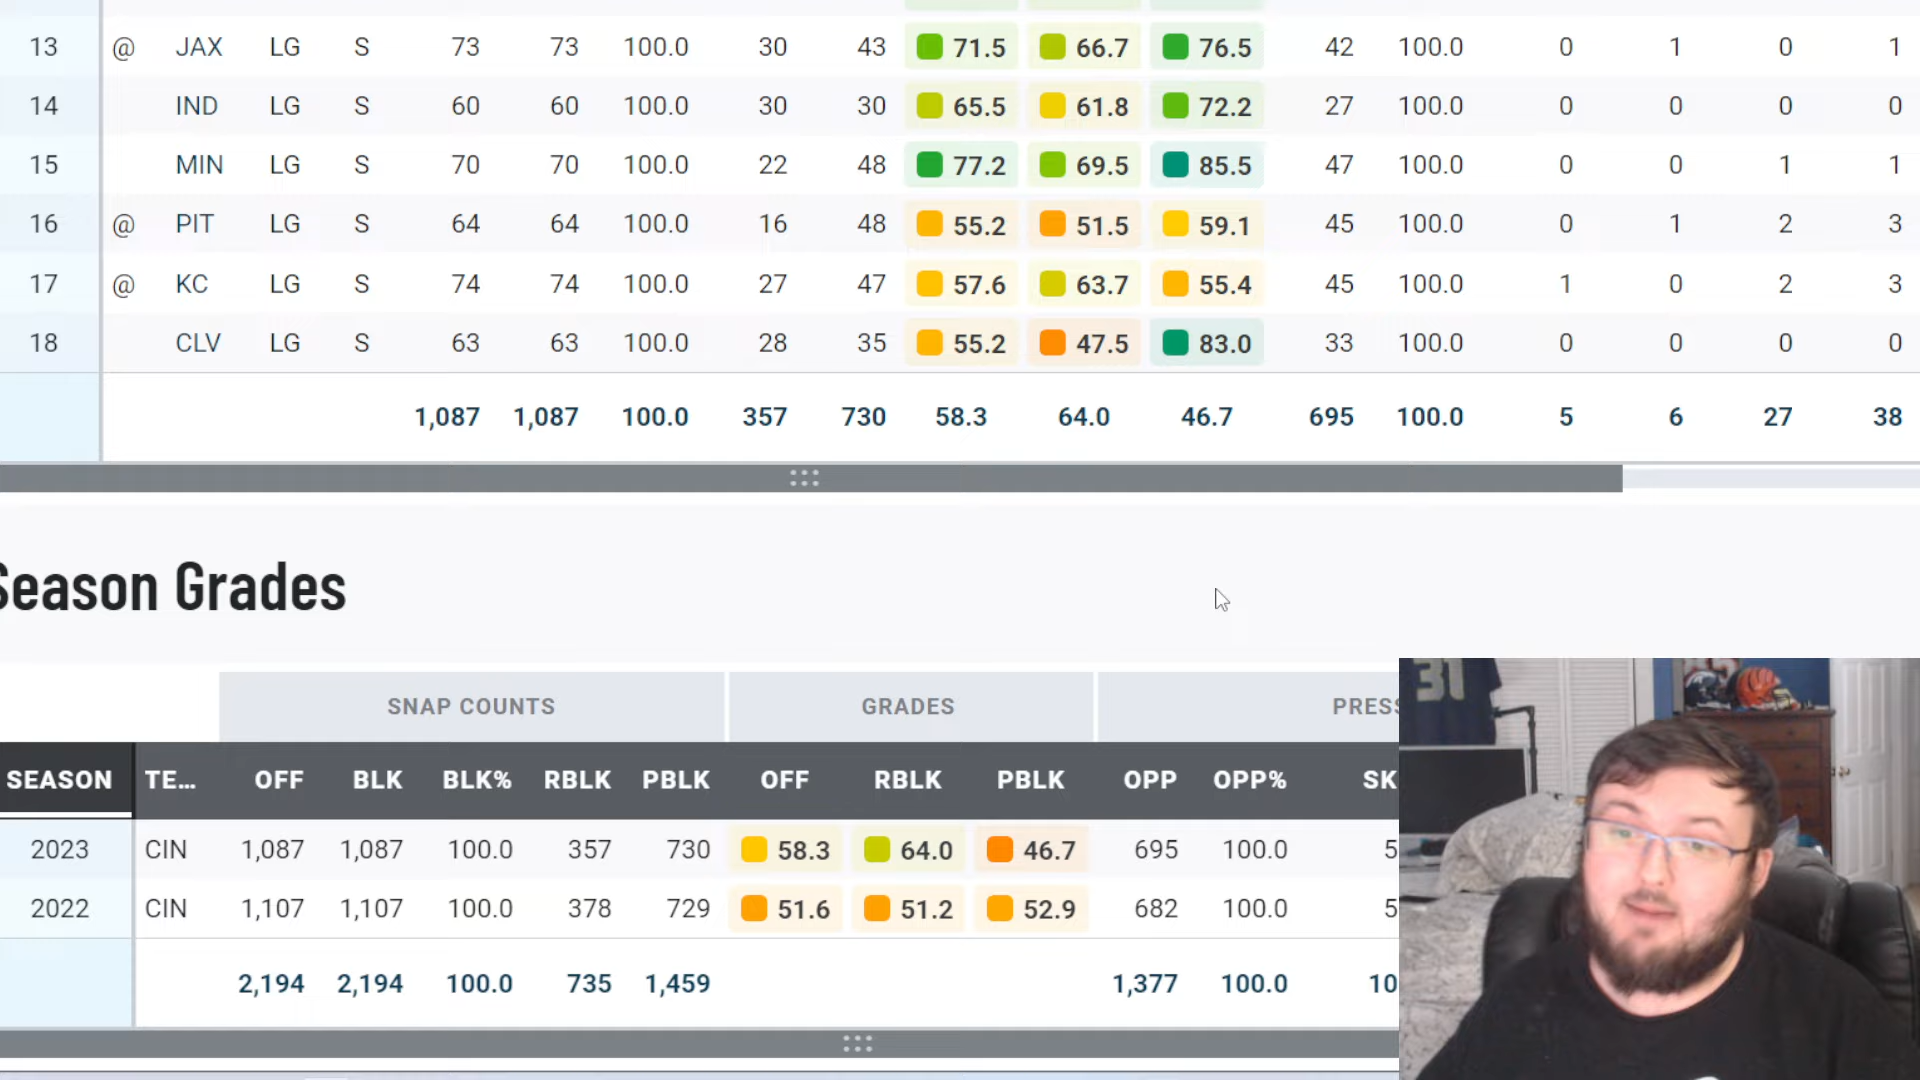 13 @ JAX LG S 73 73 100.0 30 43 71.5 66.7 76.5 42 100.0 0 1 0 1
14 IND LG S 60 60 100.0 30 30 65.5 61.8 72.2 27 100.0 0 0 0 0
15 MIN LG S 70 70 100.0 22 48 77.2 69.5 85.5 47 100.0 0 0 1 1
16 @ PIT LG S 64 64 100.0 16 48 55.2 51.5 59.1 45 100.0 0 1 2 3
17 @ KC LG S 74 74 100.0 27 47 57.6 63.7 55.4 45 100.0 1 0 2 3
18 CLV LG S 63 63 100.0 28 35 55.2 47.5 83.0 33 100.0 0 0 0 0
1,087 1,087 100.0 357 730 58.3 64.0 46.7 695 100.0 5 6 27 38
Season Grades
SNAP COUNTS GRADES PRESS
SEASON TE... OFF BLK BLK% RBLK PBLK OFF RBLK PBLK OPP OPP% SK
2023 CIN 1,087 1,087 100.0 357 730 58.3 64.0 46.7 695 100.0 5
2022 CIN 1,107 1,107 100.0 378 729 51.6 51.2 52.9 682 100.0 5
2,194 2,194 100.0 735 1,459 1,377 100.0 10
31